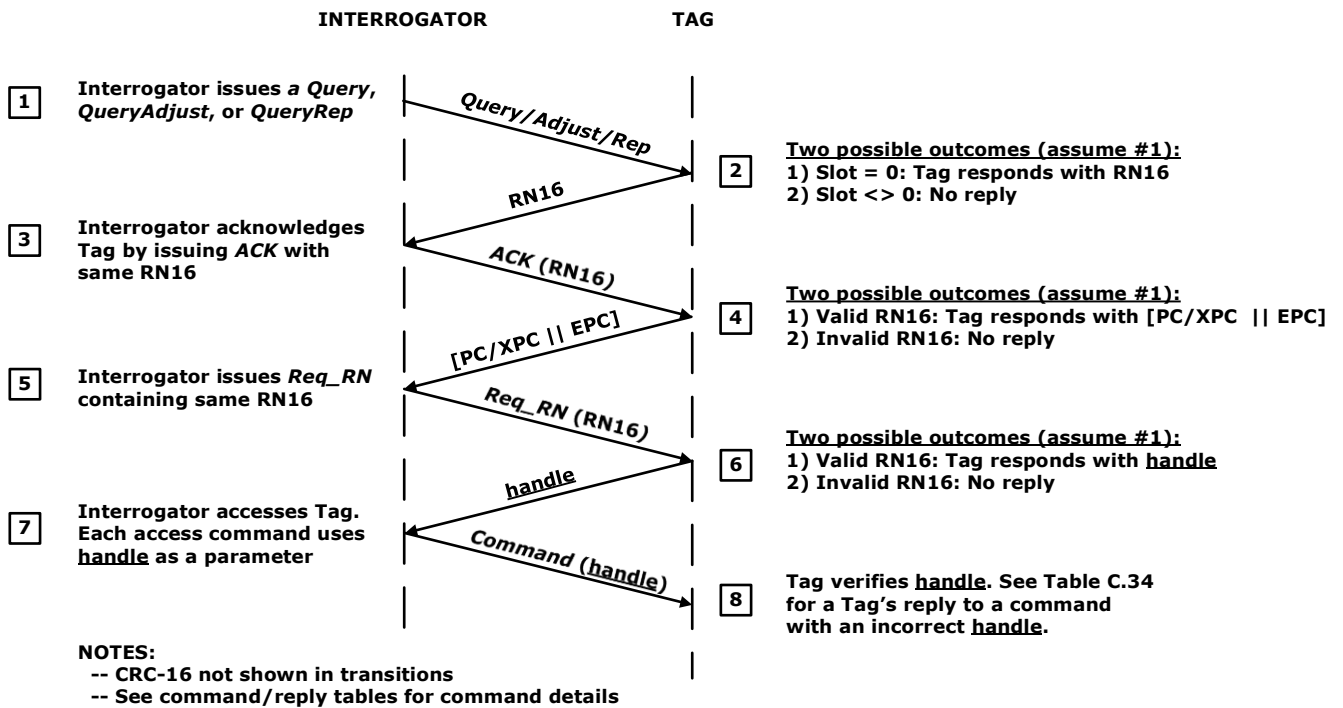 INTERROGATOR
TAG
1
Interrogator issues a Query,
QueryAdjust, or QueryRep
Query/Adjust/Rep
2
Two possible outcomes (assume #1):
1) Slot = 0: Tag responds with RN16
2) Slot <> 0: No reply
RN16
3
Interrogator acknowledges
Tag by issuing ACK with
same RN16
ACK (RN16)
4
Two possible outcomes (assume #1):
1) Valid RN16: Tag responds with [PC/XPC || EPC]
2) Invalid RN16: No reply
[PC/XPC || EPC]
5
Interrogator issues Req_RN
containing same RN16
Req_RN (RN16)
6
Two possible outcomes (assume #1):
1) Valid RN16: Tag responds with handle
2) Invalid RN16: No reply
handle
7
Interrogator accesses Tag.
Each access command uses
handle as a parameter
Command (handle)
8
Tag verifies handle. See Table C.34
for a Tag’s reply to a command
with an incorrect handle.
NOTES:
-- CRC-16 not shown in transitions
-- See command/reply tables for command details